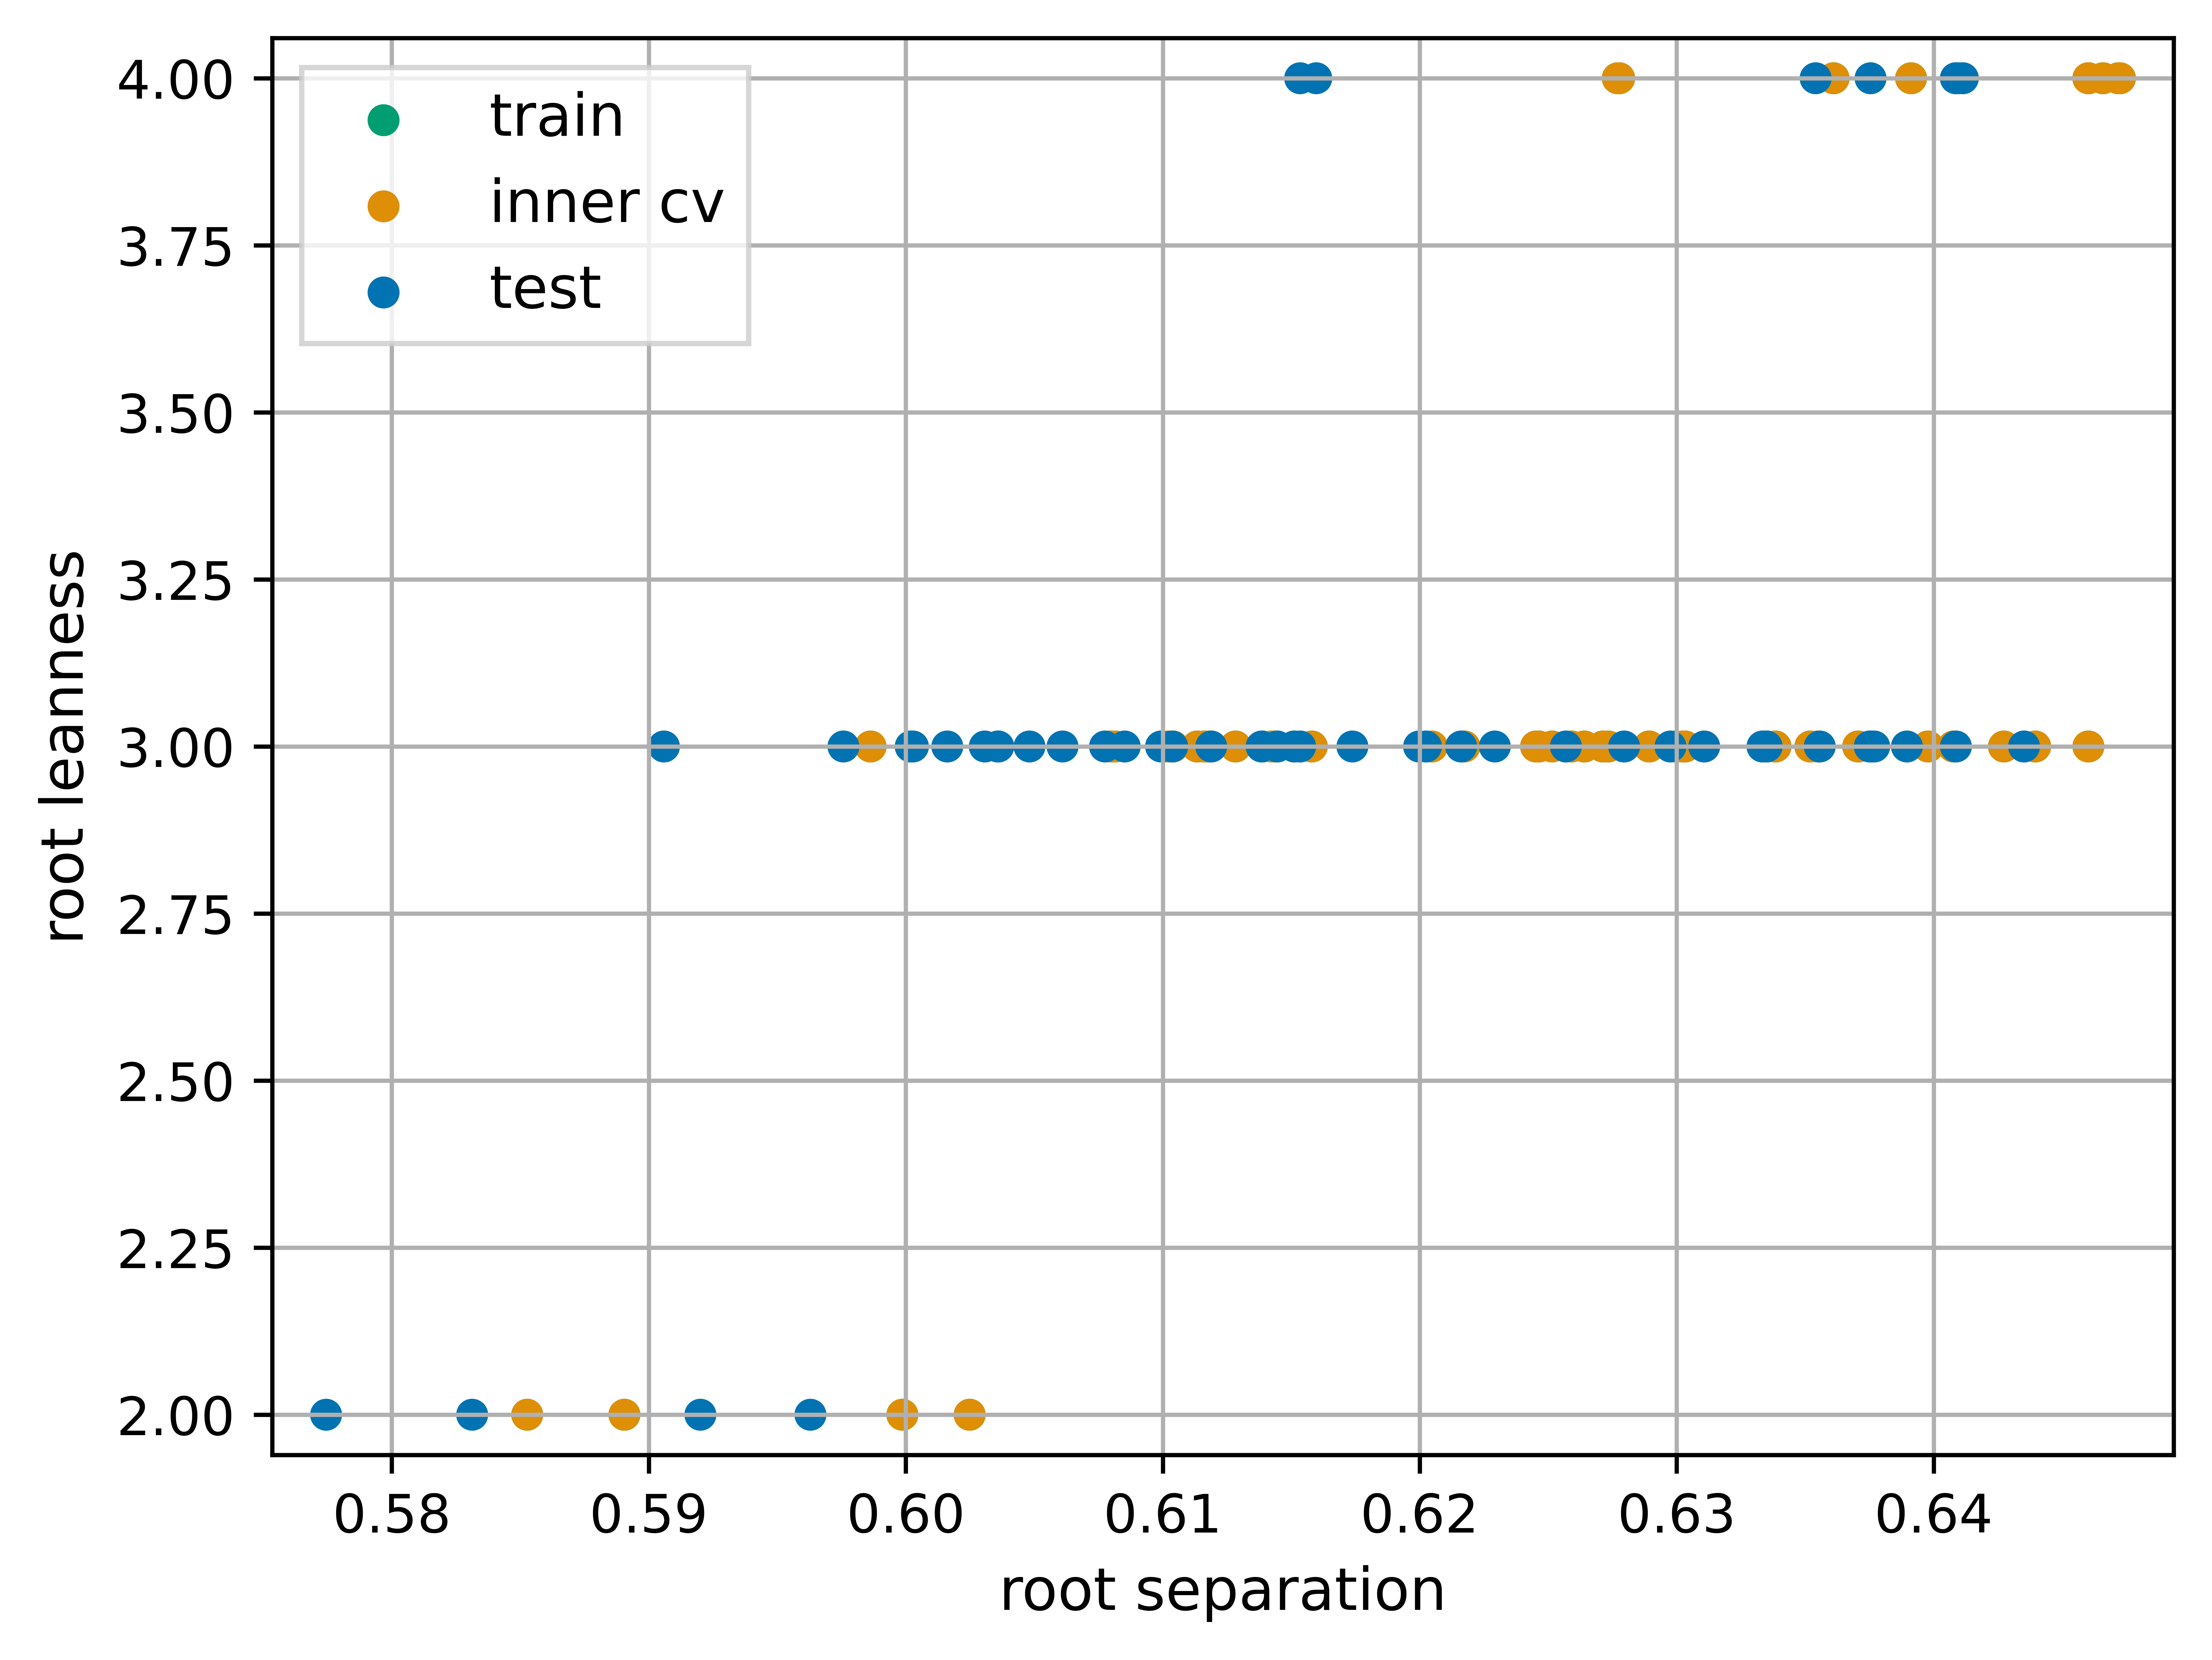 train
inner cv
test
4.00
3.75
3.50
3.25
3.00
2.75
2.50
2.25
2.00
root leanness
0.58 0.59 0.60 0.61 0.62 0.63 0.64
root separation